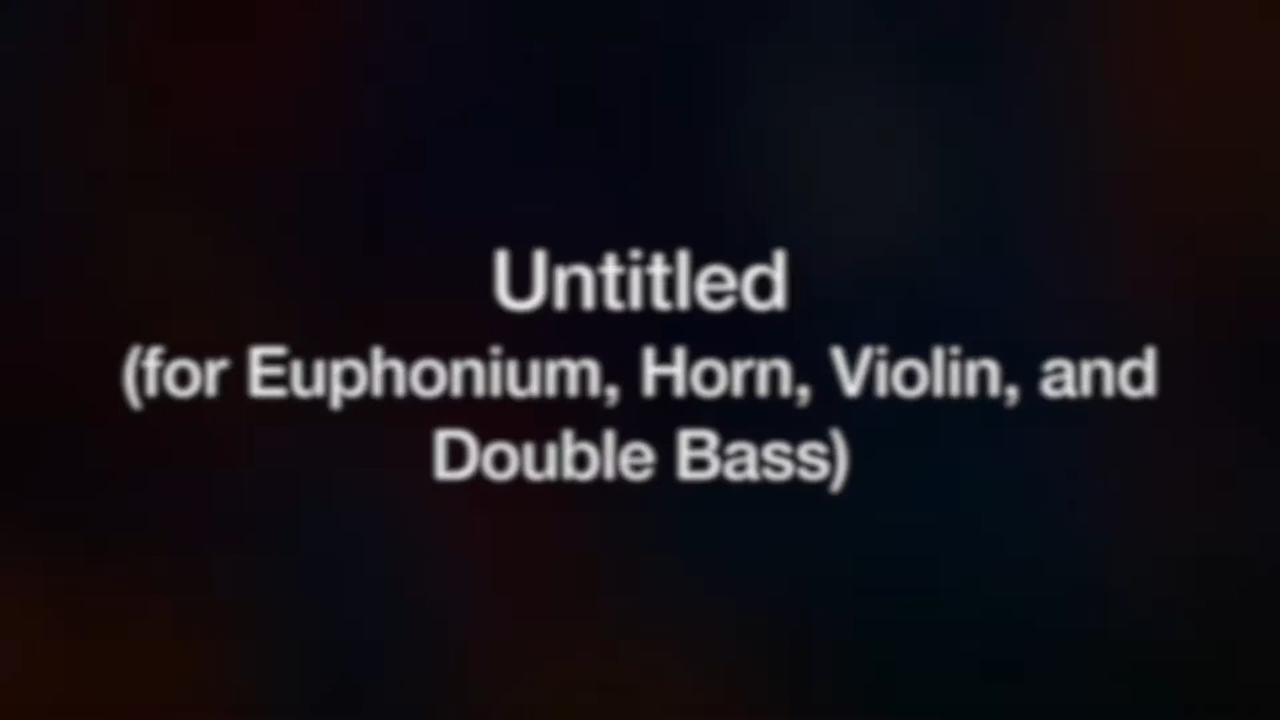 Untitled
(for Euphonium, Horn, Violin, and
Double Bass)